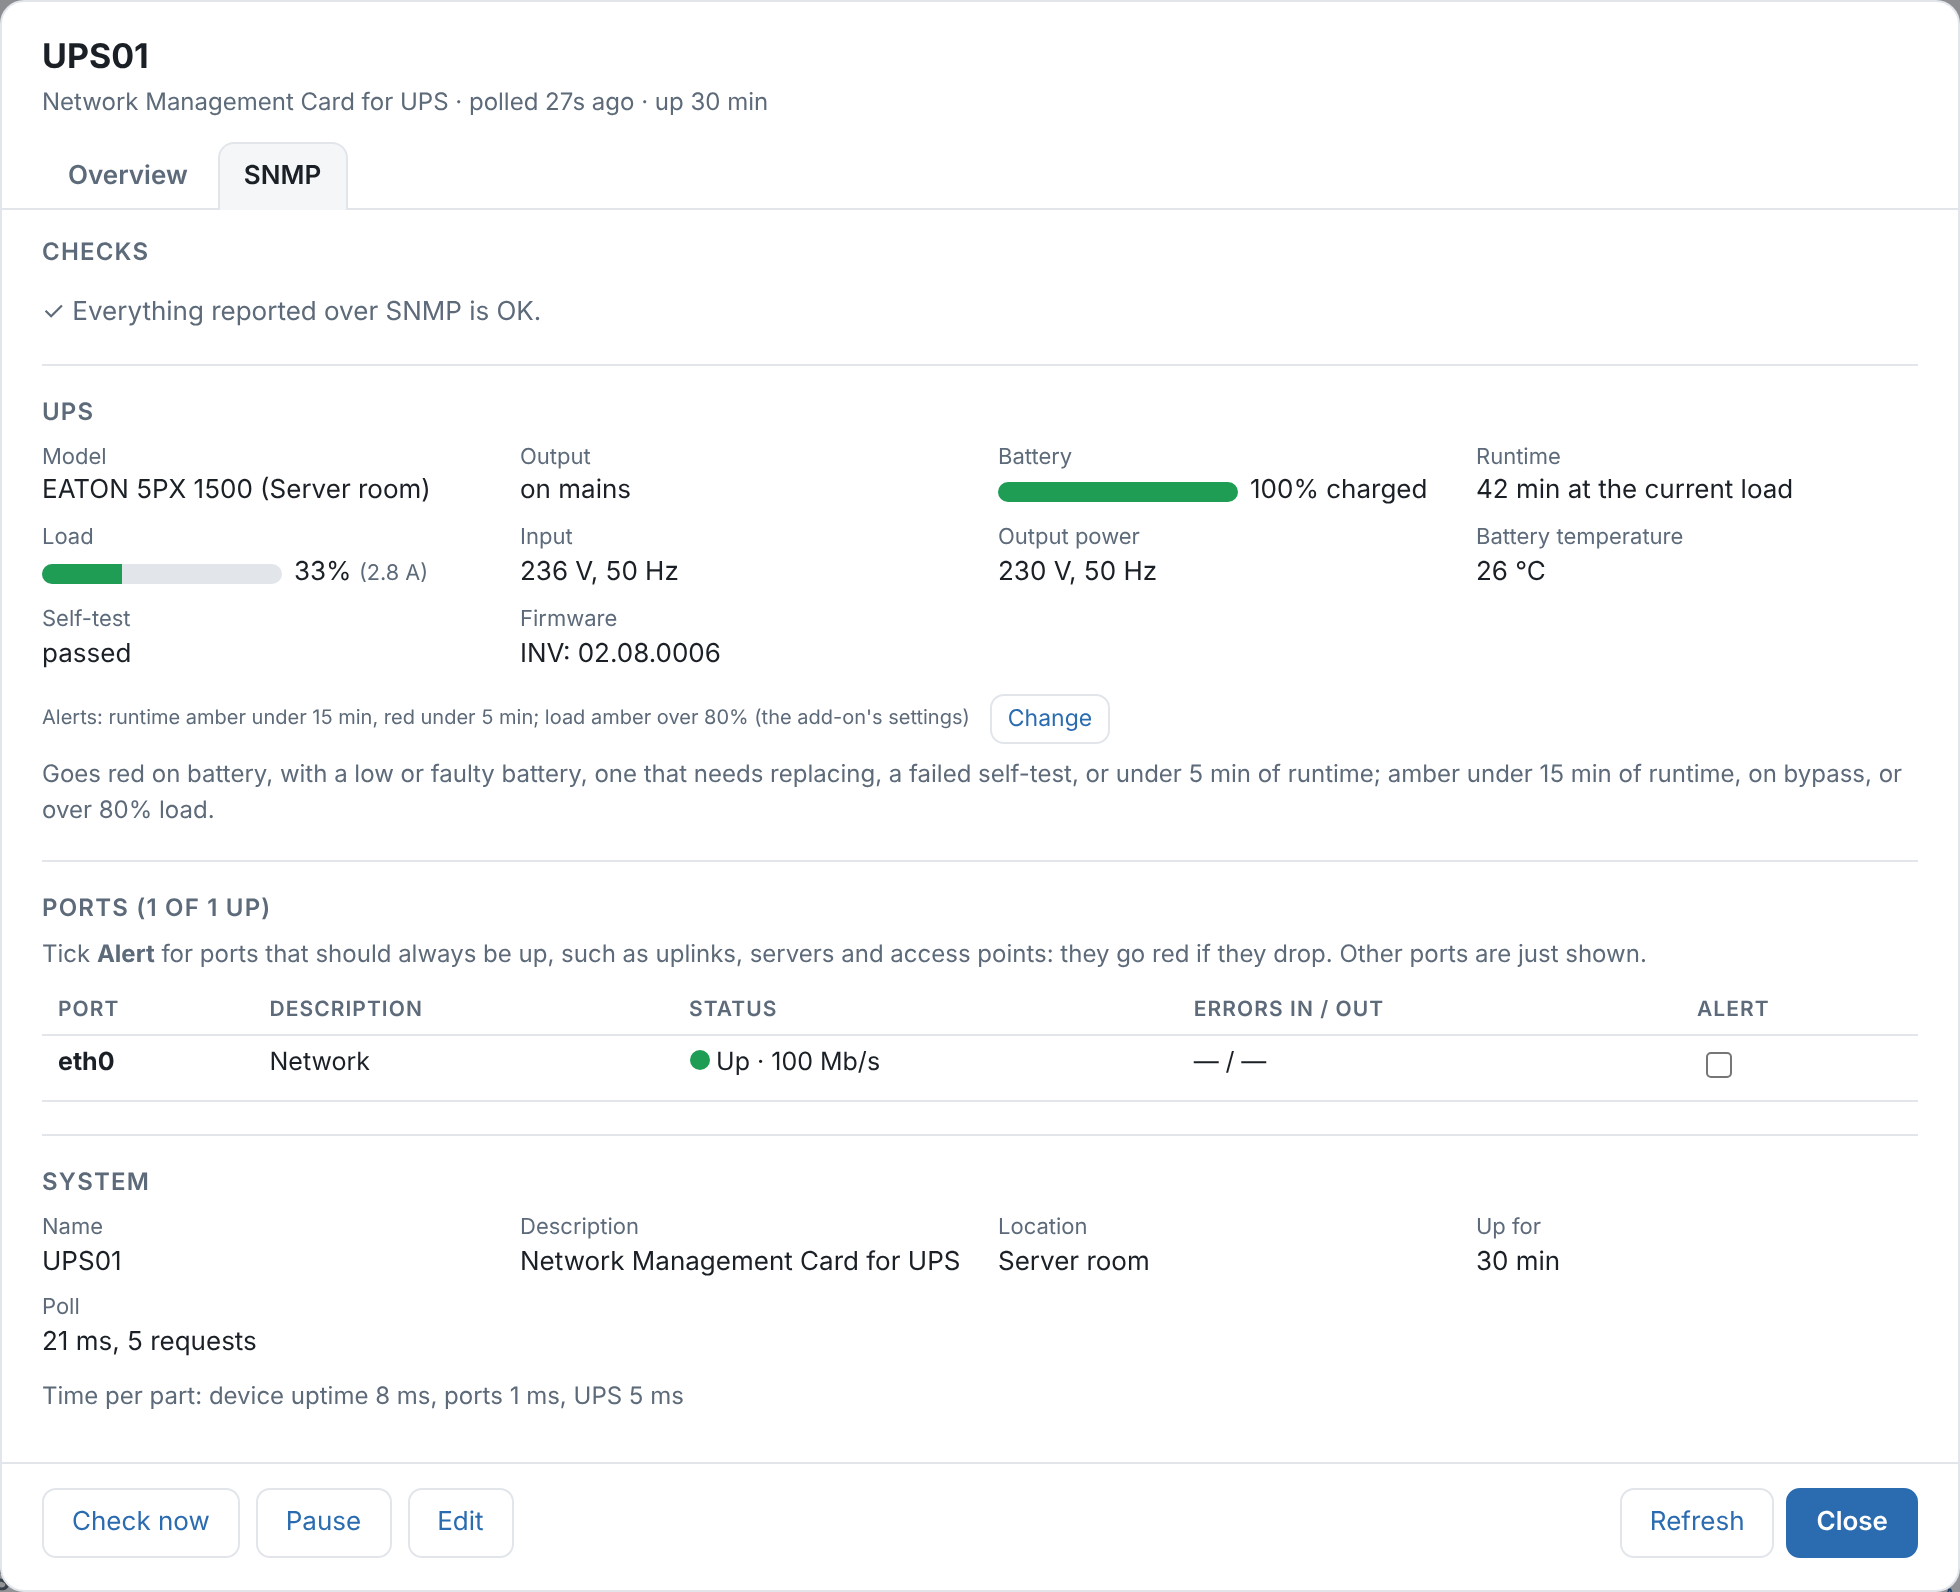 UPS01
Network Management Card for UPS · polled 27s ago · up 30 min
Overview
SNMP
CHECKS
✓ Everything reported over SNMP is OK.
UPS
Model
Output
Battery
Runtime
EATON 5PX 1500 (Server room)
on mains
100% charged
42 min at the current load
Load
Input
Output power
Battery temperature
33% (2.8 A)
236 V, 50 Hz
230 V, 50 Hz
26 °C
Self-test
Firmware
passed
INV: 02.08.0006
Alerts: runtime amber under 15 min, red under 5 min; load amber over 80% (the add-on's settings)
Change
Goes red on battery, with a low or faulty battery, one that needs replacing, a failed self-test, or under 5 min of runtime; amber under 15 min of runtime, on bypass, or
over 80% load.
PORTS (1 OF 1 UP)
Tick Alert for ports that should always be up, such as uplinks, servers and access points: they go red if they drop. Other ports are just shown.
PORT
DESCRIPTION
STATUS
ERRORS IN / OUT
ALERT
eth0
Network
Up · 100 Mb/s
— / —
SYSTEM
Name
Description
Location
Up for
UPS01
Network Management Card for UPS
Server room
30 min
Poll
21 ms, 5 requests
Time per part: device uptime 8 ms, ports 1 ms, UPS 5 ms
Check now
Pause
Edit
Refresh
Close